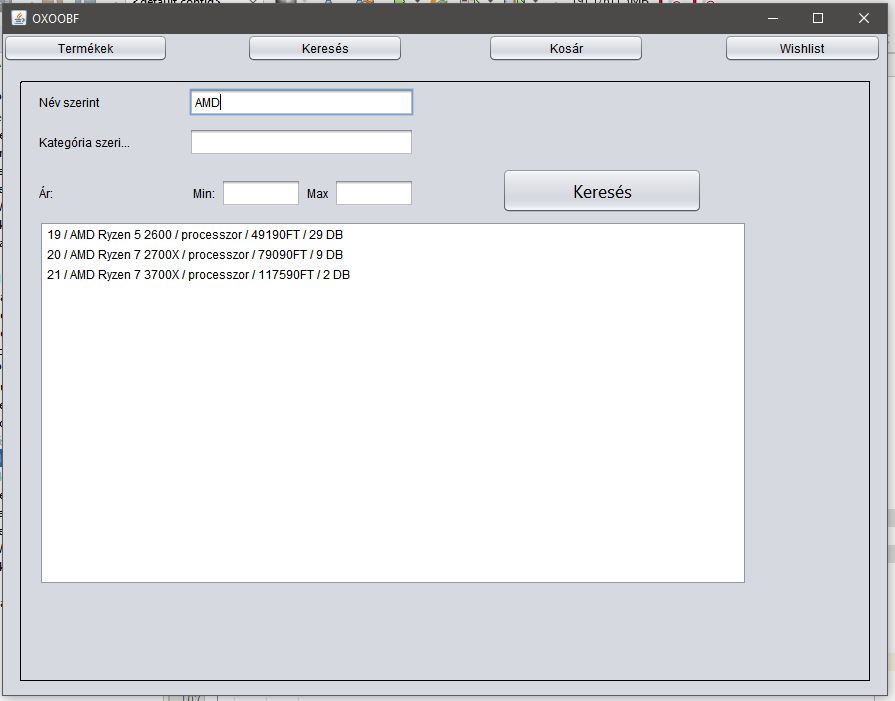 OXOOBF
Termékek Keresés Kosár Wishlist
Név szerint AMD
Kategória szeri...
Ár: Min: Max Keresés
19 / AMD Ryzen 5 2600 / processzor / 49190FT / 29 DB
20 / AMD Ryzen 7 2700X / processzor / 79090FT / 9 DB
21 / AMD Ryzen 7 3700X / processzor / 117590FT / 2 DB